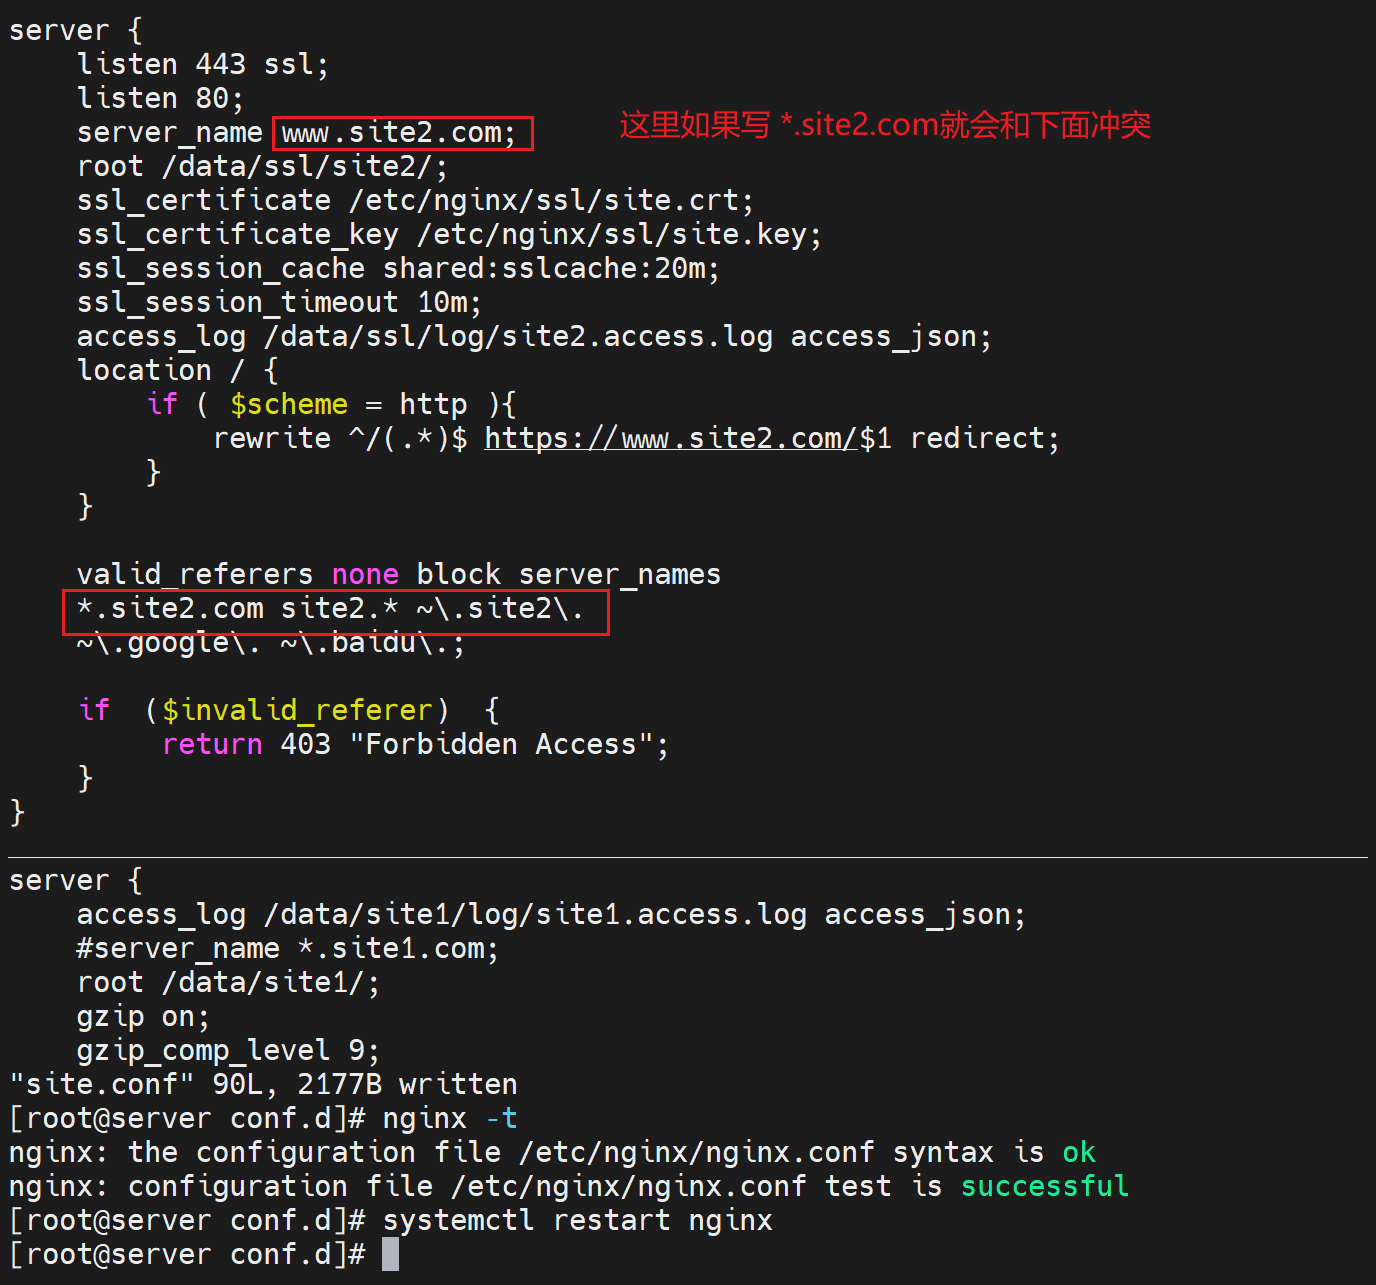 server {
    listen 443 ssl;
    listen 80;
    server_name www.site2.com; 这里如果写 *.site2.com就会和下面冲突
    root /data/ssl/site2/;
    ssl_certificate /etc/nginx/ssl/site.crt;
    ssl_certificate_key /etc/nginx/ssl/site.key;
    ssl_session_cache shared:sslcache:20m;
    ssl_session_timeout 10m;
    access_log /data/ssl/log/site2.access.log access_json;
    location / {
        if ( $scheme = http ){
            rewrite ^/(.*)$ https://www.site2.com/$1 redirect;
        }
    }
    valid_referers none block server_names
    *.site2.com site2.* ~\.site2\.
    ~\.google\. ~\.baidu\.;
    if  ($invalid_referer)  {
         return 403 "Forbidden Access";
    }
}
server {
    access_log /data/site1/log/site1.access.log access_json;
    #server_name *.site1.com;
    root /data/site1/;
    gzip on;
    gzip_comp_level 9;
"site.conf" 90L, 2177B written
[root@server conf.d]# nginx -t
nginx: the configuration file /etc/nginx/nginx.conf syntax is ok
nginx: configuration file /etc/nginx/nginx.conf test is successful
[root@server conf.d]# systemctl restart nginx
[root@server conf.d]#